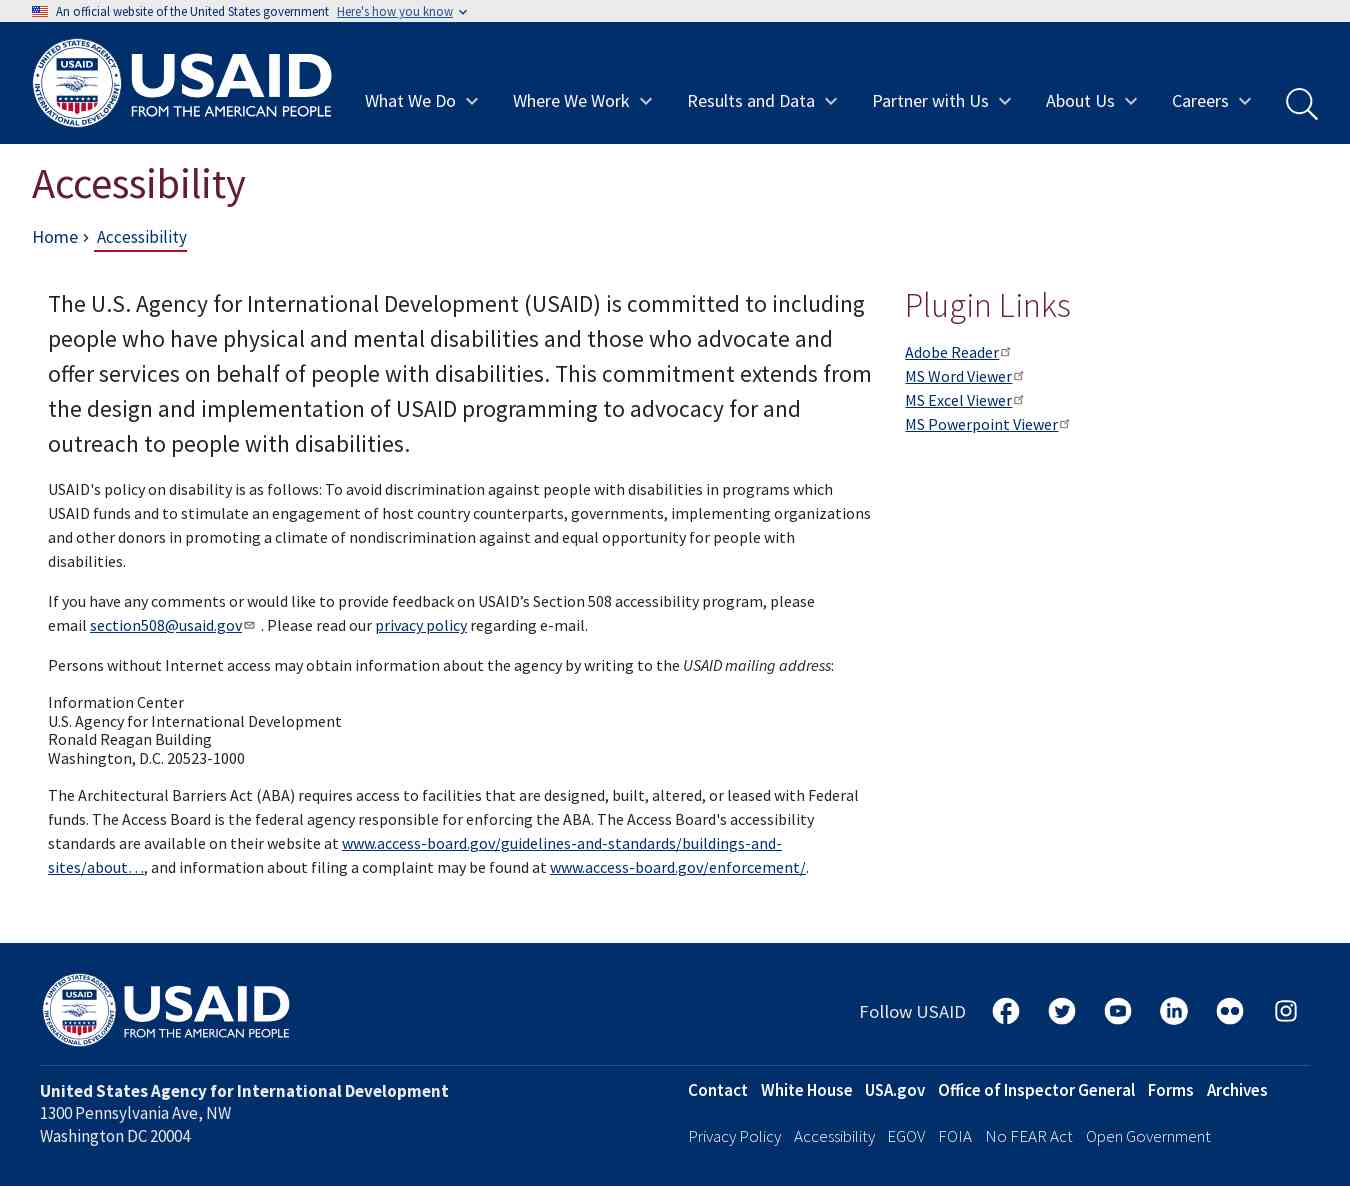 An official website of the United States government Here's how you know
UNITED STATES AGENCY
USAID
INTERNATIONAL DEVELOPMENT
USAID
FROM THE AMERICAN PEOPLE
What We Do
Where We Work
Results and Data
Partner with Us
About Us
Careers
Accessibility
Home › Accessibility
The U.S. Agency for International Development (USAID) is committed to including
people who have physical and mental disabilities and those who advocate and
offer services on behalf of people with disabilities. This commitment extends from
the design and implementation of USAID programming to advocacy for and
outreach to people with disabilities.
USAID's policy on disability is as follows: To avoid discrimination against people with disabilities in programs which
USAID funds and to stimulate an engagement of host country counterparts, governments, implementing organizations
and other donors in promoting a climate of nondiscrimination against and equal opportunity for people with
disabilities.
If you have any comments or would like to provide feedback on USAID’s Section 508 accessibility program, please
email section508@usaid.gov . Please read our privacy policy regarding e-mail.
Persons without Internet access may obtain information about the agency by writing to the USAID mailing address:
Information Center
U.S. Agency for International Development
Ronald Reagan Building
Washington, D.C. 20523-1000
The Architectural Barriers Act (ABA) requires access to facilities that are designed, built, altered, or leased with Federal
funds. The Access Board is the federal agency responsible for enforcing the ABA. The Access Board's accessibility
standards are available on their website at www.access-board.gov/guidelines-and-standards/buildings-and-
sites/about…, and information about filing a complaint may be found at www.access-board.gov/enforcement/.
Plugin Links
Adobe Reader
MS Word Viewer
MS Excel Viewer
MS Powerpoint Viewer
UNITED STATES AGENCY
USAID
INTERNATIONAL DEVELOPMENT
USAID
FROM THE AMERICAN PEOPLE
Follow USAID
United States Agency for International Development
1300 Pennsylvania Ave, NW
Washington DC 20004
Contact White House USA.gov Office of Inspector General Forms Archives
Privacy Policy Accessibility EGOV FOIA No FEAR Act Open Government